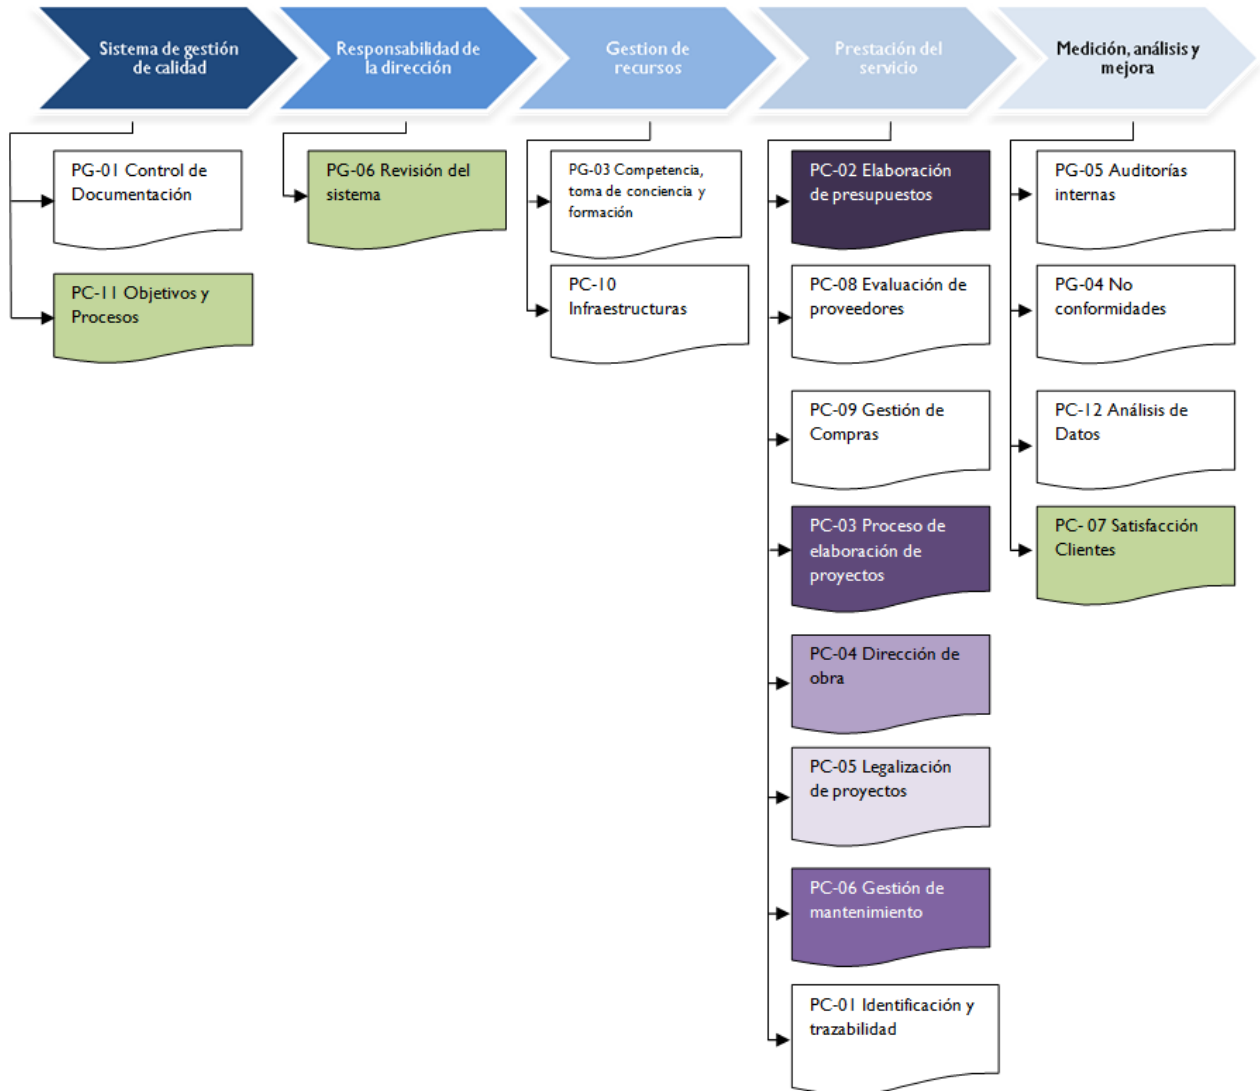 Sistema de gestión
de calidad
Responsabilidad de
la dirección
Gestion de
recursos
Prestación del
servicio
Medición, análisis y
mejora
PG-01 Control de
Documentación
PC-11 Objetivos y
Procesos
PG-06 Revisión del
sistema
PG-03 Competencia,
toma de conciencia y
formación
PC-10
Infraestructuras
PC-02 Elaboración
de presupuestos
PC-08 Evaluación de
proveedores
PC-09 Gestión de
Compras
PC-03 Proceso de
elaboración de
proyectos
PC-04 Dirección de
obra
PC-05 Legalización
de proyectos
PC-06 Gestión de
mantenimiento
PC-01 Identificación y
trazabilidad
PG-05 Auditorías
internas
PG-04 No
conformidades
PC-12 Análisis de
Datos
PC- 07 Satisfacción
Clientes